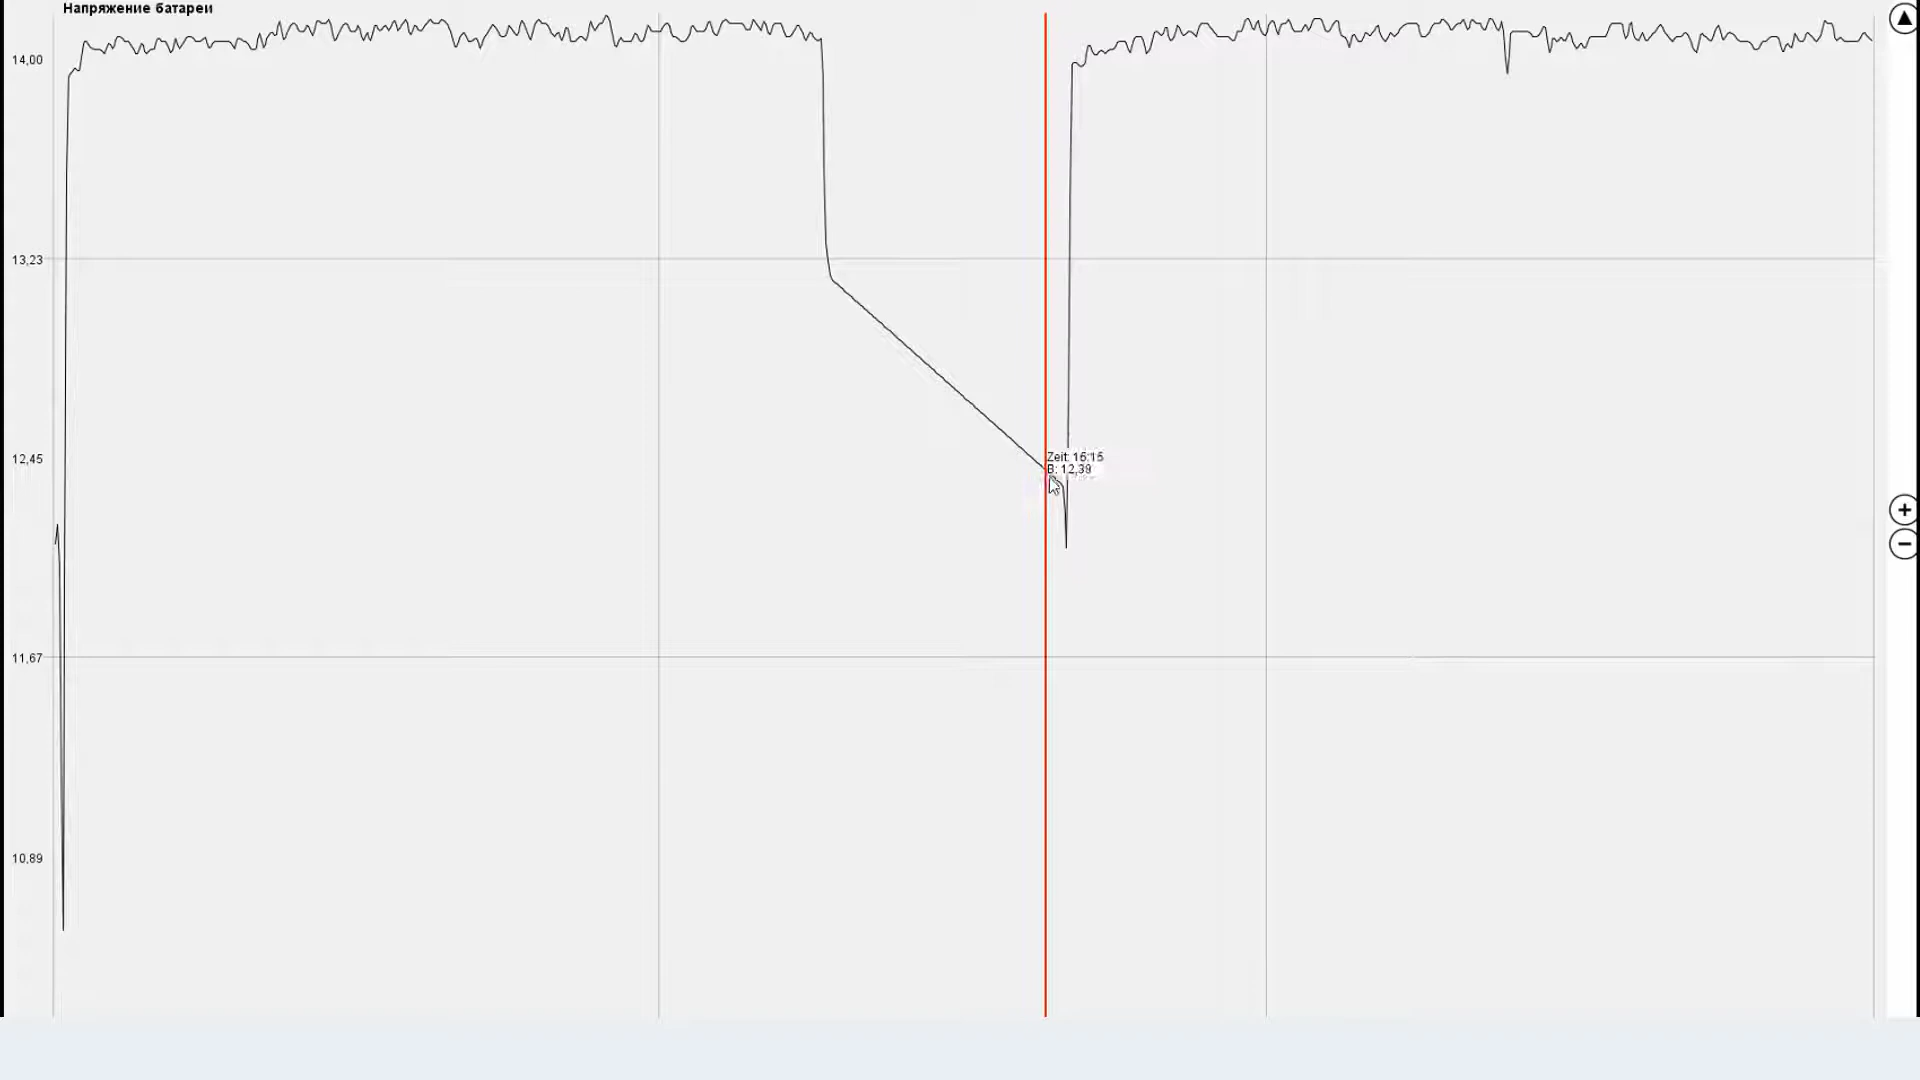 Напряжение батареи
14,00
13,23
12,45
Zeit: 16:15
B: 12,39
11,67
10,89